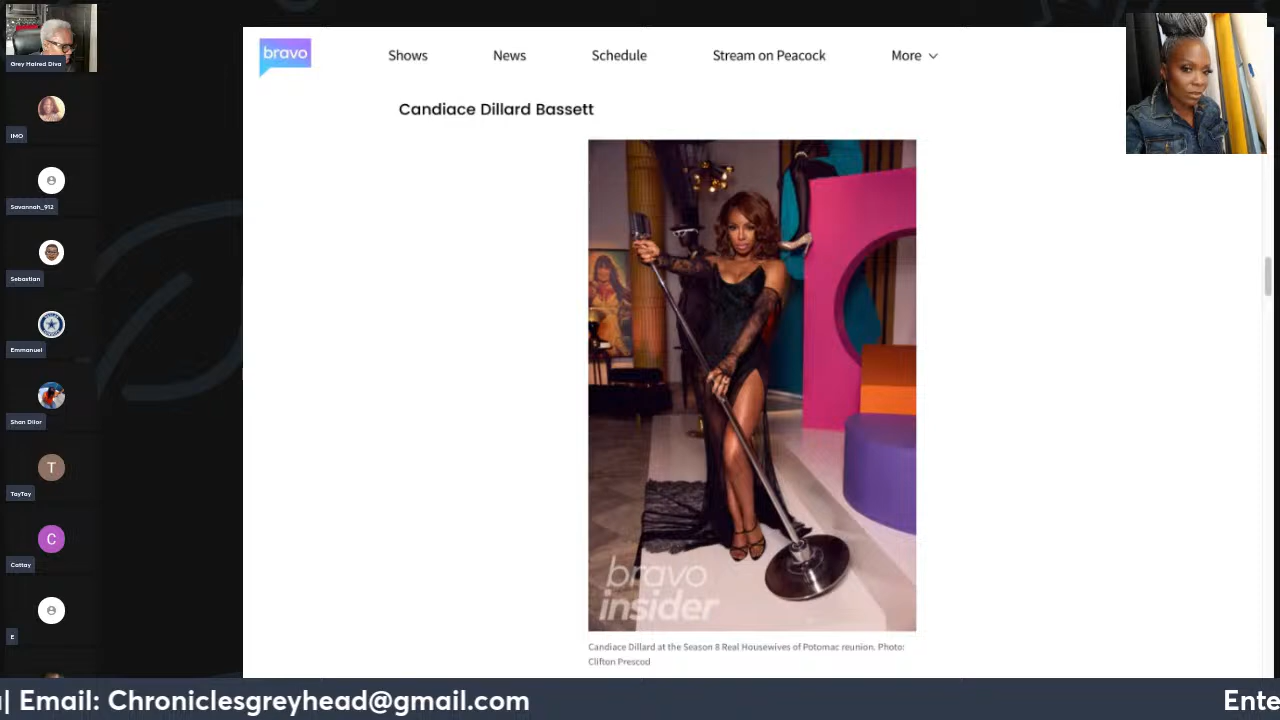 Grey Haired Diva
IMO
Savannah_912
Sebastian
Emmanuel
Shan Dilor
T
TayTay
C
Cattay
E
bravo
Shows
News
Schedule
Stream on Peacock
More
Candiace Dillard Bassett
bravo
insider
Candiace Dillard at the Season 8 Real Housewives of Potomac reunion. Photo:
Clifton Prescod
| Email: Chroniclesgreyhead@gmail.com
Ente